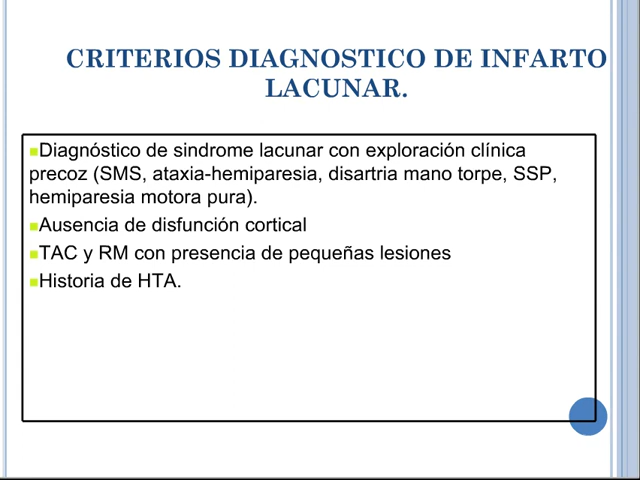 CRITERIOS DIAGNOSTICO DE INFARTO
LACUNAR.
Diagnóstico de sindrome lacunar con exploración clínica
precoz (SMS, ataxia-hemiparesia, disartria mano torpe, SSP,
hemiparesia motora pura).
Ausencia de disfunción cortical
TAC y RM con presencia de pequeñas lesiones
Historia de HTA.